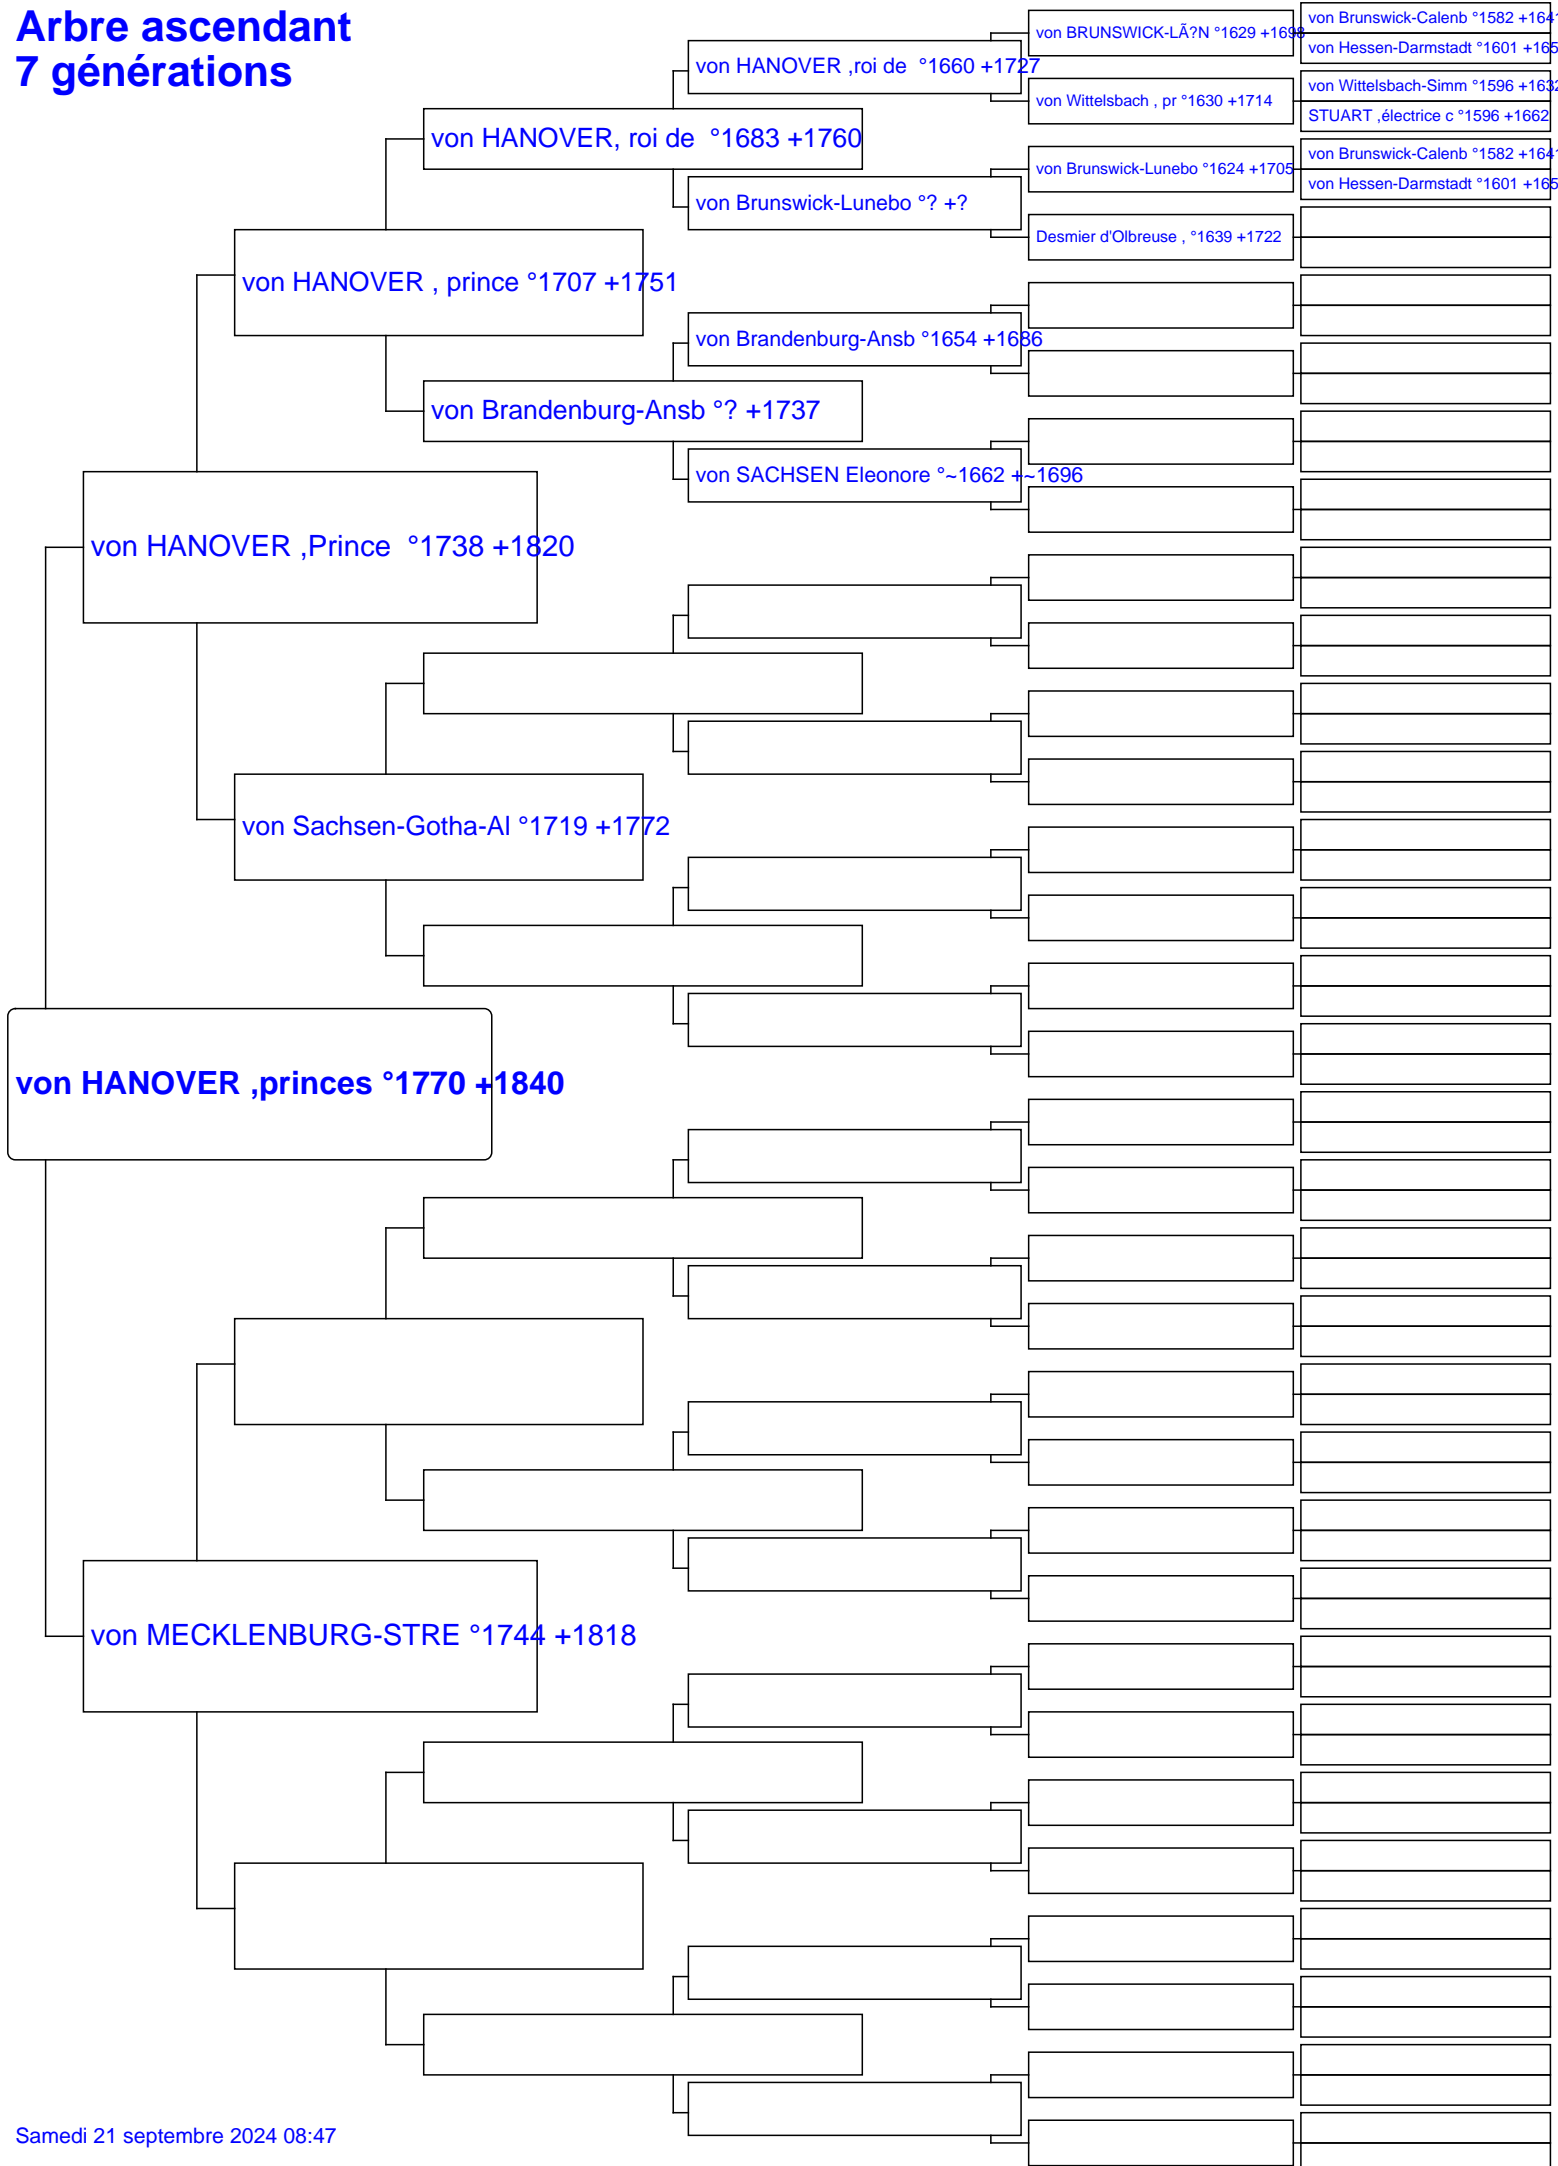 Arbre ascendant
7 générations
von BRUNSWICK-LÃ?N °1629 +1698
von Brunswick-Calenb °1582 +1641
von Hessen-Darmstadt °1601 +165
von HANOVER ,roi de °1660 +1727
von Wittelsbach , pr °1630 +1714
von Wittelsbach-Simm °1596 +1632
STUART ,électrice c °1596 +1662
von HANOVER, roi de °1683 +1760
von Brunswick-Lunebo °1624 +1705
von Brunswick-Calenb °1582 +1641
von Hessen-Darmstadt °1601 +165
von Brunswick-Lunebo °? +?
Desmier d'Olbreuse , °1639 +1722
von HANOVER , prince °1707 +1751
von Brandenburg-Ansb °1654 +1686
von Brandenburg-Ansb °? +1737
von SACHSEN Eleonore °~1662 +~1696
von HANOVER ,Prince °1738 +1820
von Sachsen-Gotha-Al °1719 +1772
von HANOVER ,princes °1770 +1840
von MECKLENBURG-STRE °1744 +1818
Samedi 21 septembre 2024 08:47